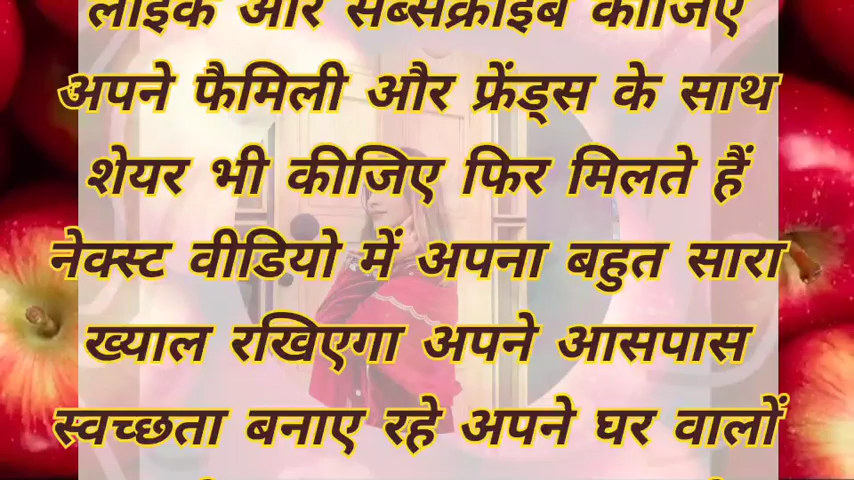 लाइक और सब्सक्राइब कीजिए
अपने फैमिली और फ्रेंड्स के साथ
शेयर भी कीजिए फिर मिलते हैं
नेक्स्ट वीडियो में अपना बहुत सारा
ख्याल रखिएगा अपने आसपास
स्वच्छता बनाए रहे अपने घर वालों